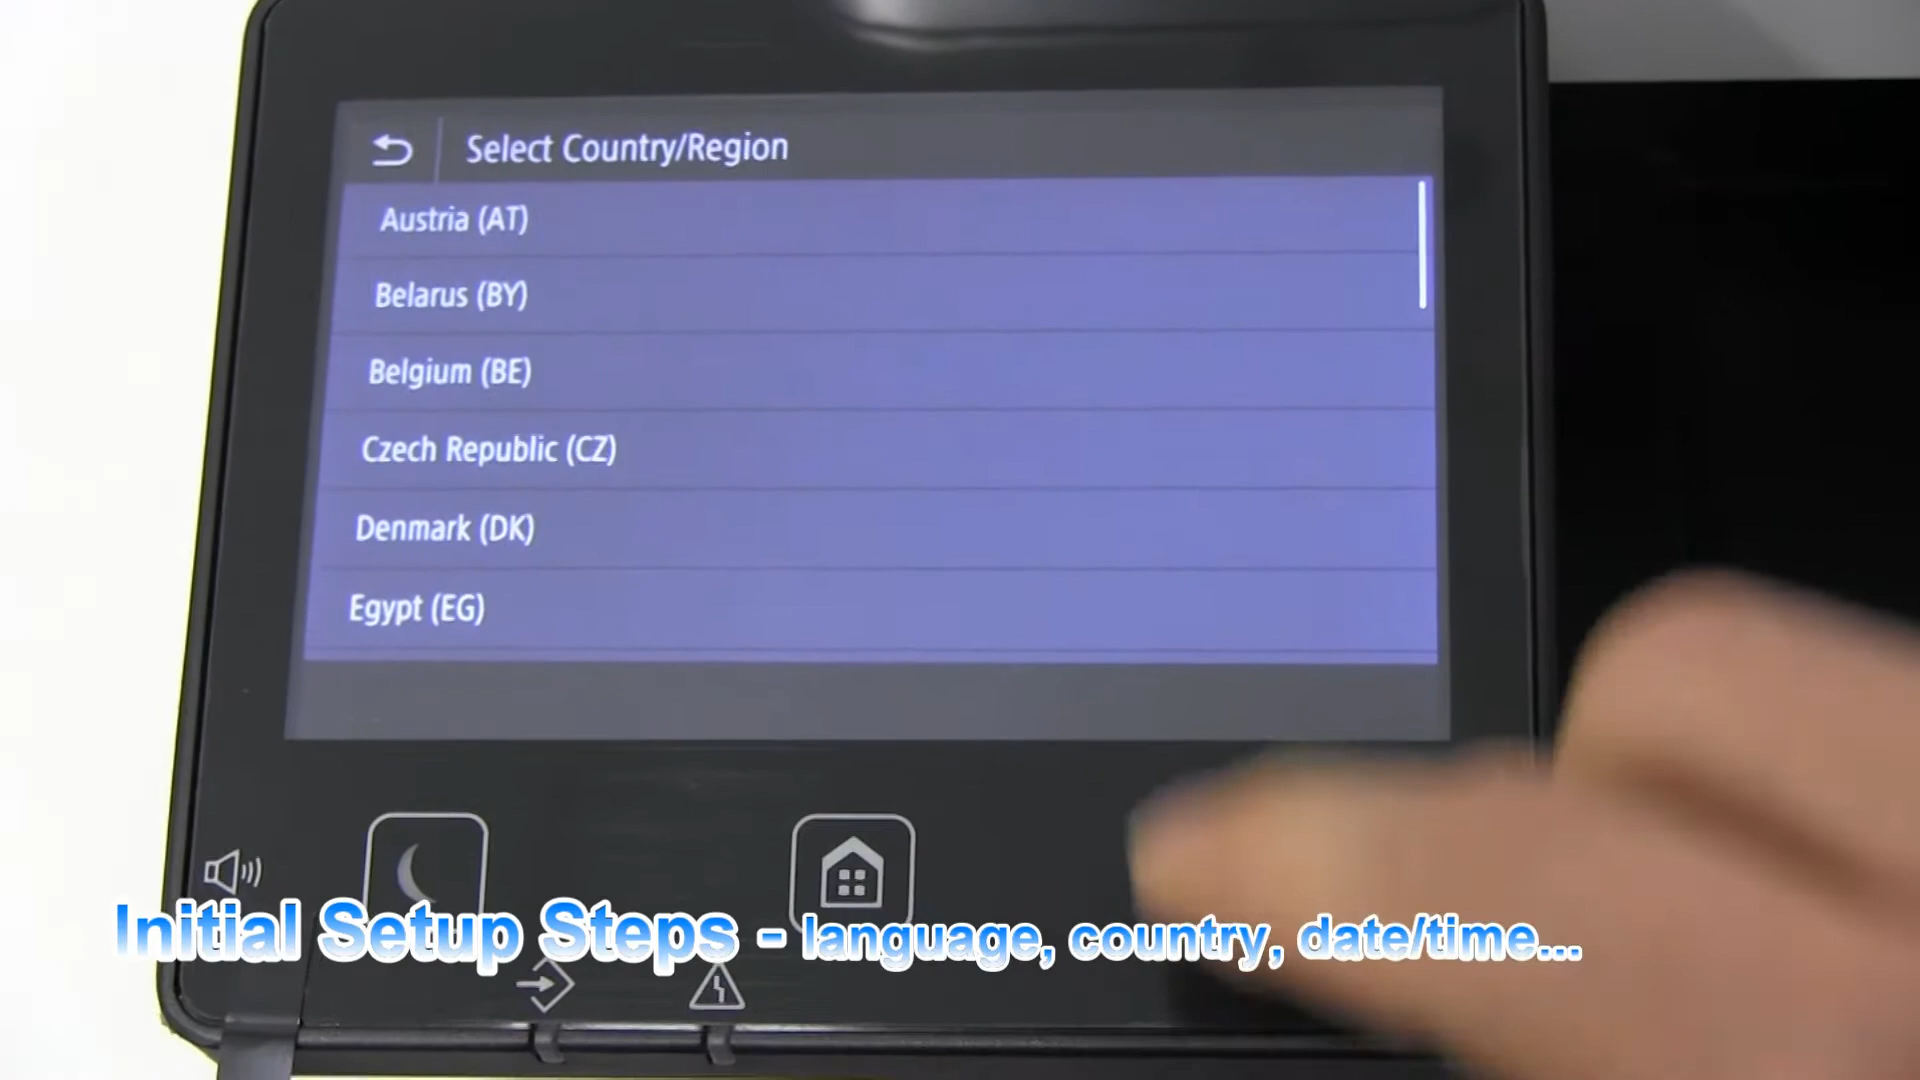 Select Country/Region
Austria (AT)
Belarus (BY)
Belgium (BE)
Czech Republic (CZ)
Denmark (DK)
Egypt (EG)
Initial Setup Steps - language, country, date/time...